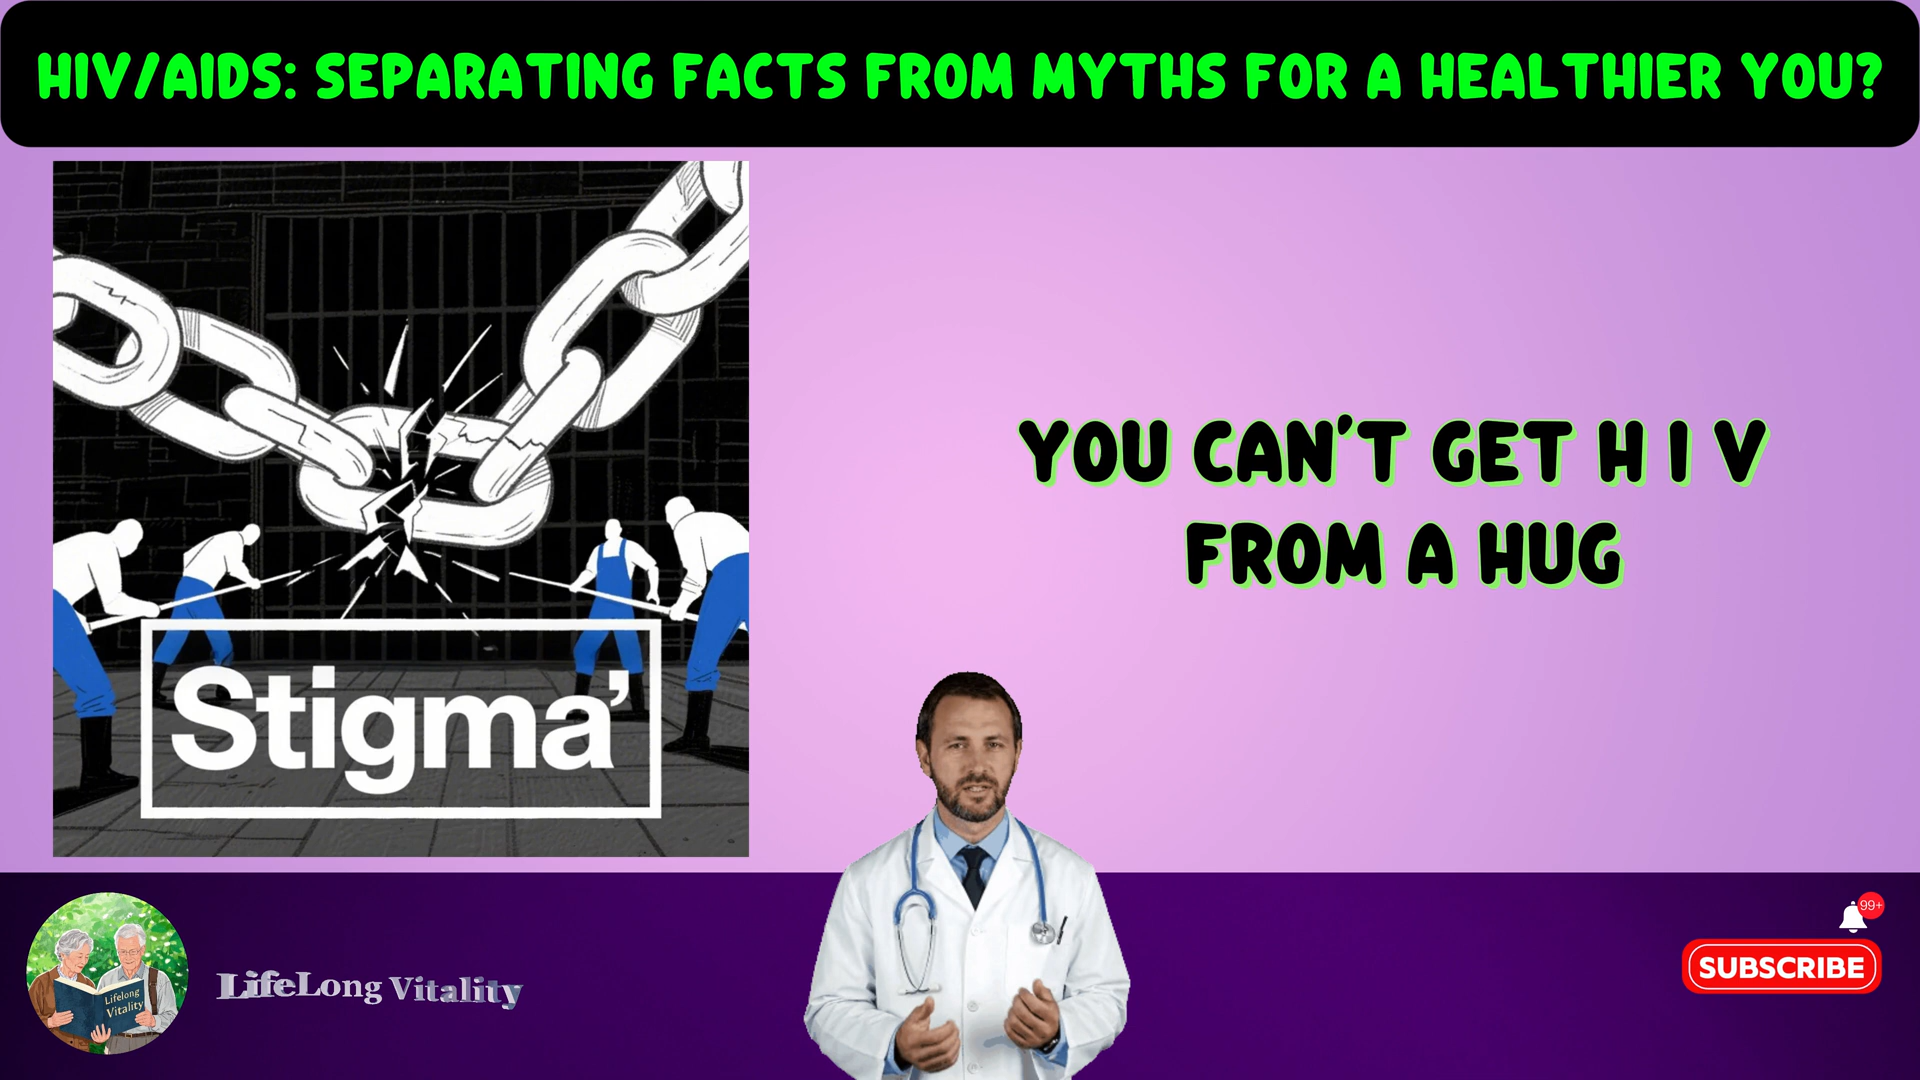 HIV/AIDS: SEPARATING FACTS FROM MYTHS FOR A HEALTHIER YOU?
Stigma’
YOU CAN’T GET H I V
FROM A HUG
Lifelong
Vitality
LifeLong Vitality
99+
SUBSCRIBE